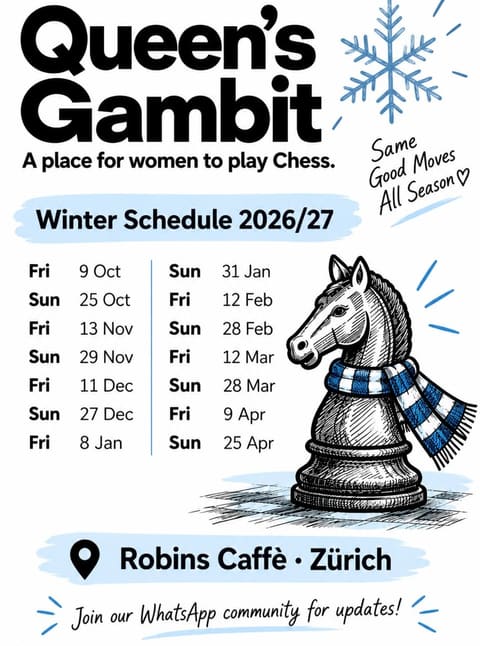 Queen's
Gambit
A place for women to play Chess.
Same
Good Moves
All Season♡
Winter Schedule 2026/27
Fri 9 Oct
Sun 25 Oct
Fri 13 Nov
Sun 29 Nov
Fri 11 Dec
Sun 27 Dec
Fri 8 Jan
Sun 31 Jan
Fri 12 Feb
Sun 28 Feb
Fri 12 Mar
Sun 28 Mar
Fri 9 Apr
Sun 25 Apr
Robins Caffè · Zürich
Join our WhatsApp community for updates!